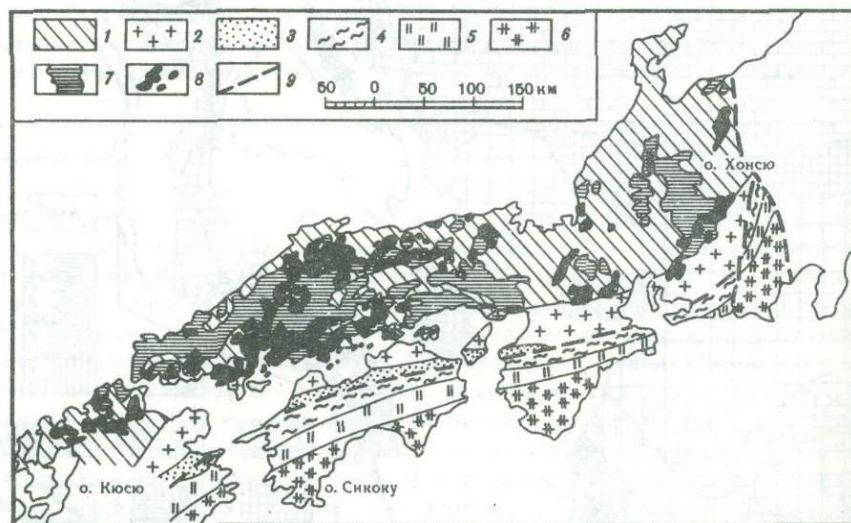 1 2 3 4 5 6
7 8 9 50 0 50 100 150 км
о. Хонсю
о. Кюсю
о. Сикоку